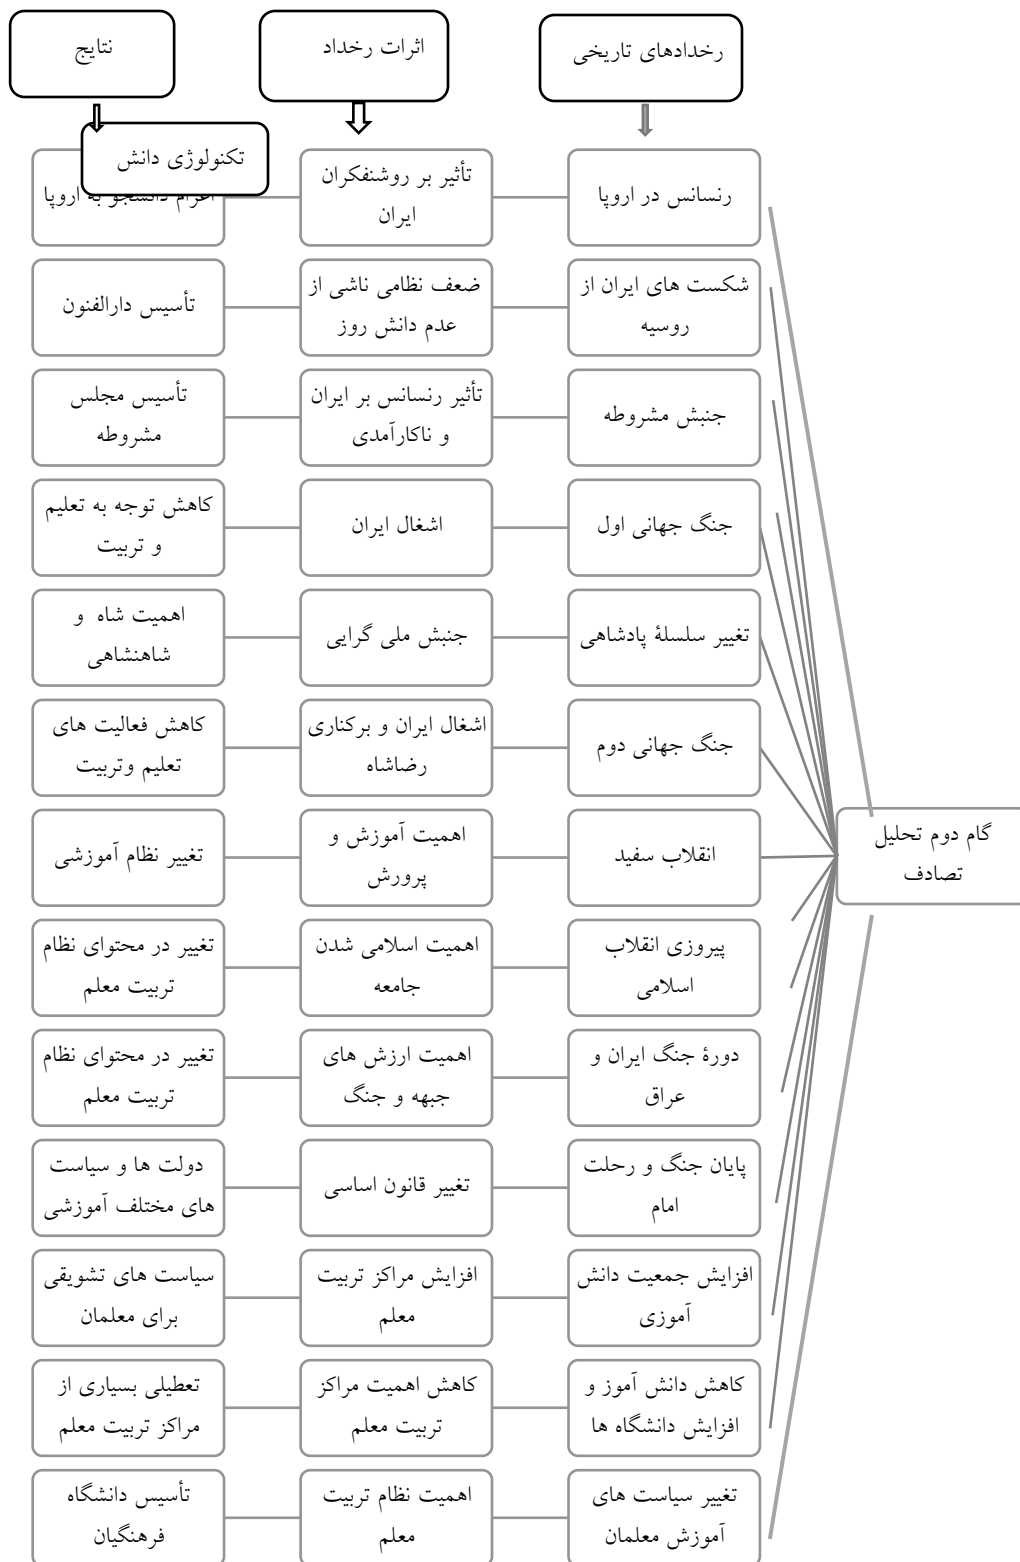 رخدادهای تاریخی
اثرات رخداد
نتایج
تکنولوژی دانش
رنسانس در اروپا
تأثیر بر روشنفکران
ایران
اعزام دانشجو به اروپا
شکست های ایران از
روسیه
ضعف نظامی ناشی از
عدم دانش روز
تأسیس دارالفنون
جنبش مشروطه
تأثیر رنسانس بر ایران
و ناکارآمدی
تأسیس مجلس
مشروطه
جنگ جهانی اول
اشغال ایران
کاهش توجه به تعلیم
و تربیت
تغییر سلسلۀ پادشاهی
جنبش ملی گرایی
اهمیت شاه و
شاهنشاهی
جنگ جهانی دوم
اشغال ایران و برکناری
رضاشاه
کاهش فعالیت های
تعلیم وتربیت
گام دوم تحلیل
تصادف
انقلاب سفید
اهمیت آموزش و
پرورش
تغییر نظام آموزشی
پیروزی انقلاب
اسلامی
اهمیت اسلامی شدن
جامعه
تغییر در محتوای نظام
تربیت معلم
دورۀ جنگ ایران و
عراق
اهمیت ارزش های
جبهه و جنگ
تغییر در محتوای نظام
تربیت معلم
پایان جنگ و رحلت
امام
تغییر قانون اساسی
دولت ها و سیاست
های مختلف آموزشی
افزایش جمعیت دانش
آموزی
افزایش مراکز تربیت
معلم
سیاست های تشویقی
برای معلمان
کاهش دانش آموز و
افزایش دانشگاه ها
کاهش اهمیت مراکز
تربیت معلم
تعطیلی بسیاری از
مراکز تربیت معلم
تغییر سیاست های
آموزش معلمان
اهمیت نظام تربیت
معلم
تأسیس دانشگاه
فرهنگیان